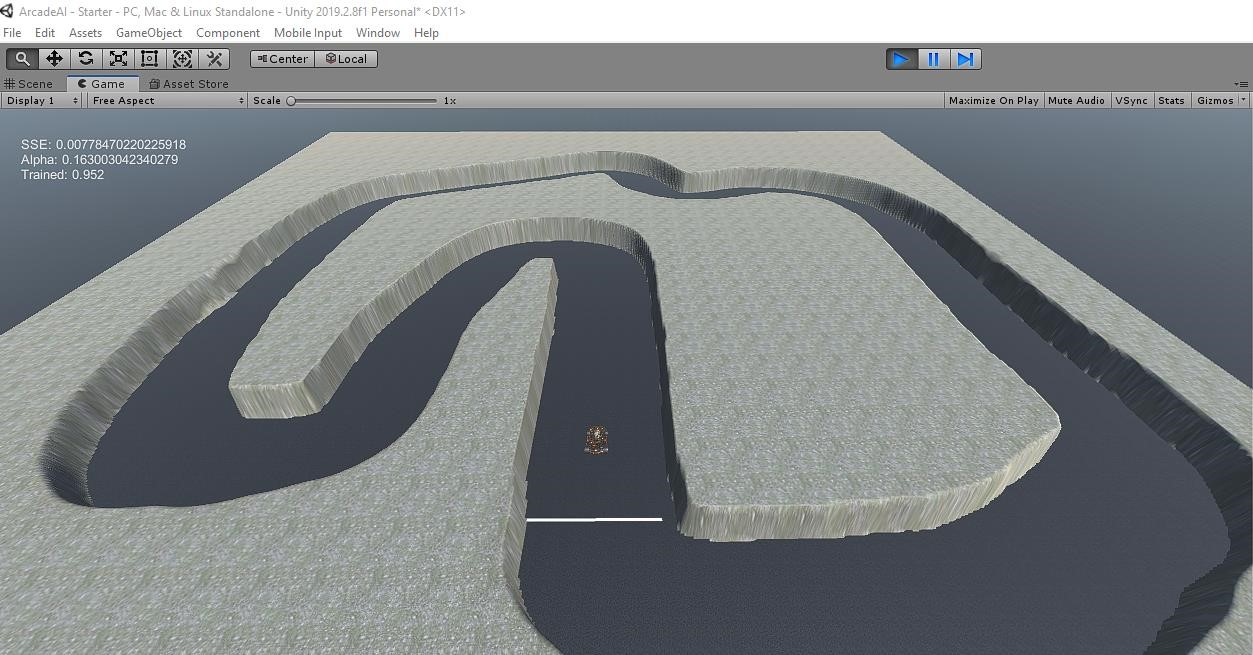 ArcadeAI - Starter - PC, Mac & Linux Standalone - Unity 2019.2.8f1 Personal* <DX11>
File Edit Assets GameObject Component Mobile Input Window Help
Center Local
Scene Game Asset Store
Display 1 Free Aspect Scale 1x Maximize On Play Mute Audio VSync Stats Gizmos
SSE: 0.00778470220225918
Alpha: 0.163003042340279
Trained: 0.952